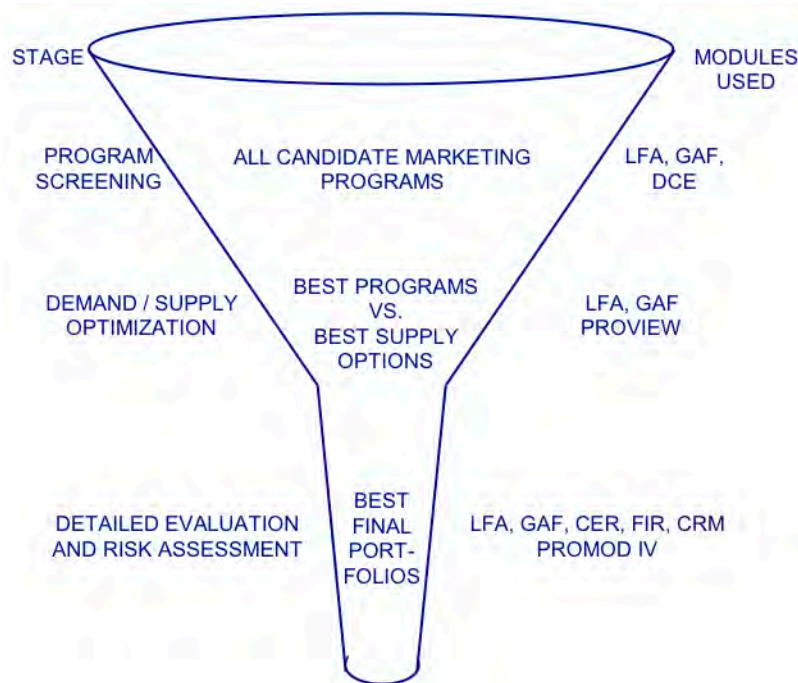 STAGE
MODULES
USED
PROGRAM
SCREENING
ALL CANDIDATE MARKETING
PROGRAMS
LFA, GAF,
DCE
DEMAND / SUPPLY
OPTIMIZATION
BEST PROGRAMS
VS.
BEST SUPPLY
OPTIONS
LFA, GAF
PROVIEW
DETAILED EVALUATION
AND RISK ASSESSMENT
BEST
FINAL
PORT-
FOLIOS
LFA, GAF, CER, FIR, CRM
PROMOD IV